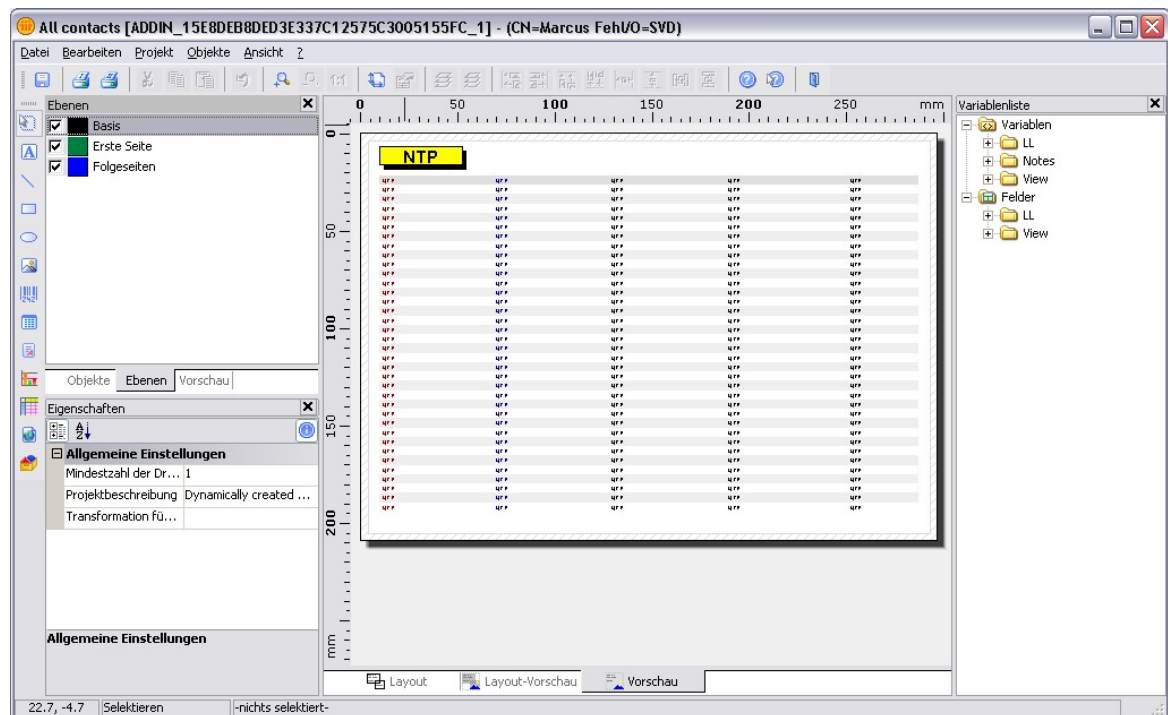 All contacts [ADDIN_15E8DEB8DED3E337C12575C3005155FC_1] - (CN=Marcus Fehl/O=SVD)
Datei Bearbeiten Projekt Objekte Ansicht ?
Ebenen
Basis
Erste Seite
Folgeseiten
Objekte Ebenen Vorschau
Eigenschaften
Allgemeine Einstellungen
Mindestzahl der Dr... 1
Projektbeschreibung Dynamically created ...
Transformation fü...
Allgemeine Einstellungen
0 50 100 150 200 250 mm
0
50
100
150
200
mm
NTP
Layout Layout-Vorschau Vorschau
Variablenliste
Variablen
LL
Notes
View
Felder
LL
View
22.7, -4.7 Selektieren -nichts selektiert-